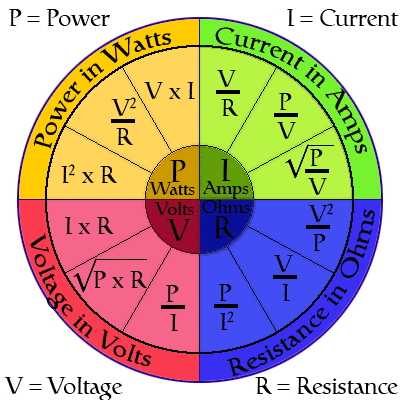 P = Power
I = Current
Power in Watts
Current in Amps
V x I
V²/R
I² x R
V/R
P/V
√(P/V)
P
Watts
I
Amps
Volts
V
Ohms
R
I x R
√(P x R)
P/I
V²/P
V/I
P/I²
Voltage in Volts
Resistance in Ohms
V = Voltage
R = Resistance